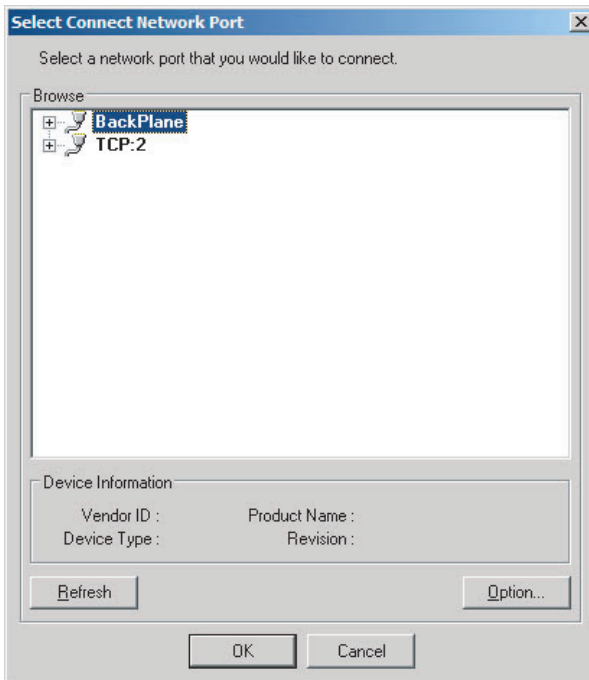 Select Connect Network Port
Select a network port that you would like to connect.
Browse
BackPlane
TCP:2
Device Information
Vendor ID : Product Name :
Device Type : Revision :
Refresh Option...
OK Cancel